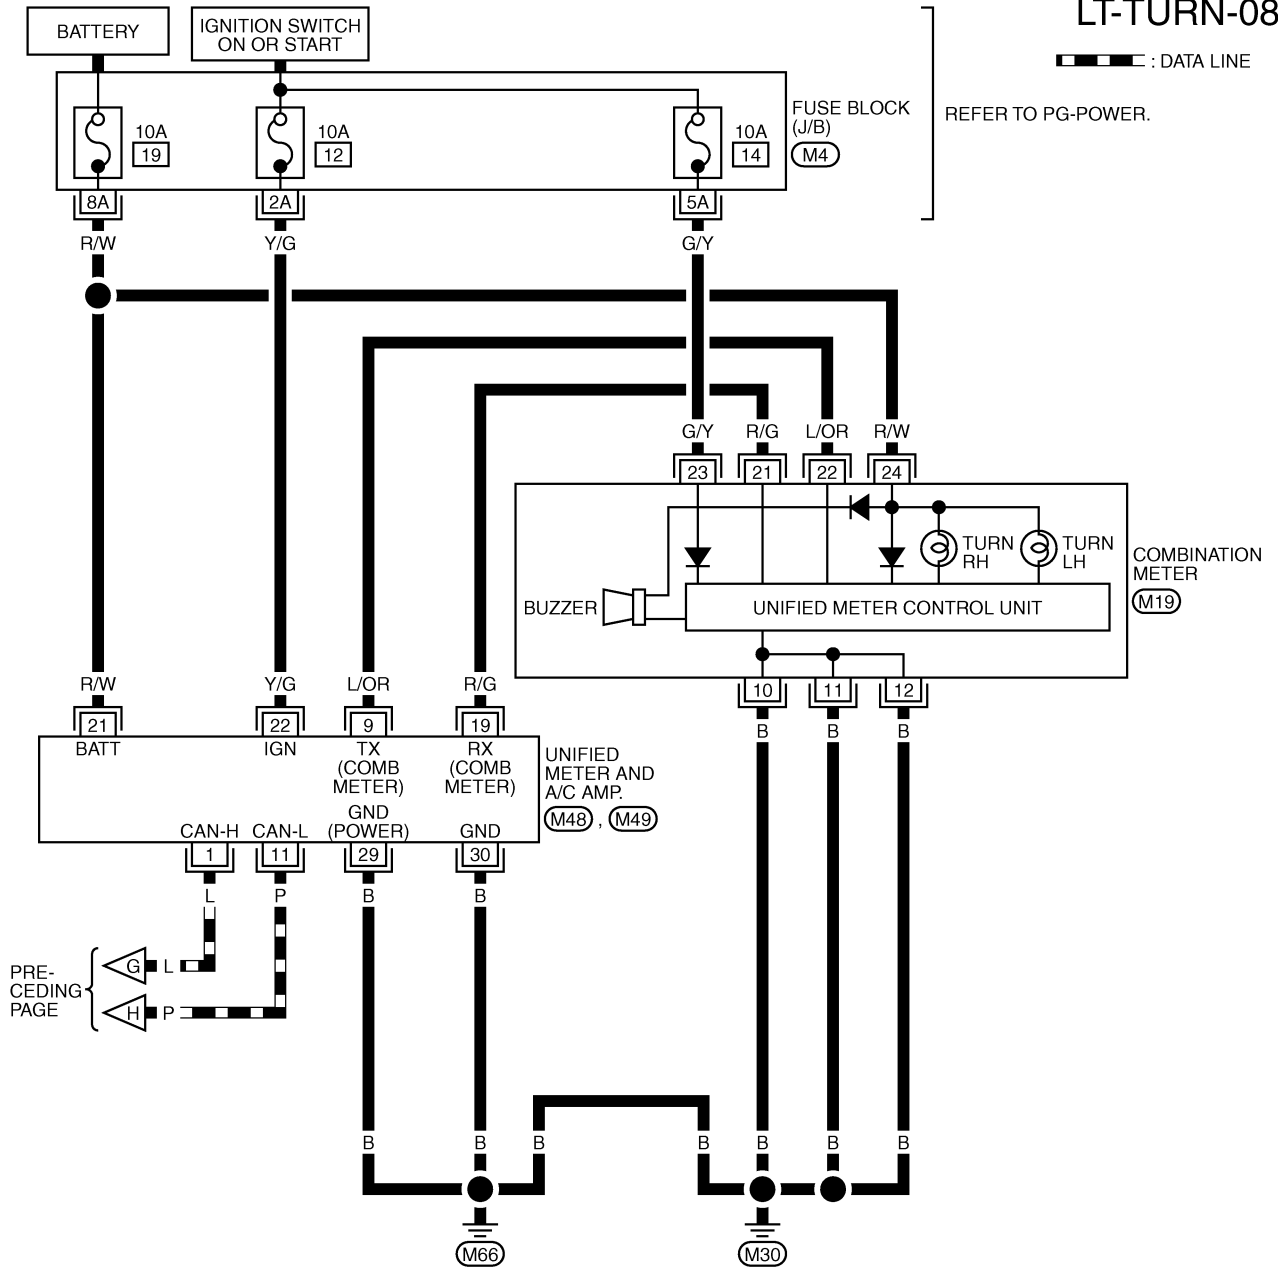 LT-TURN-08
BATTERY
IGNITION SWITCH
ON OR START
: DATA LINE
REFER TO PG-POWER.
FUSE BLOCK
(J/B)
M4
10A
19
10A
12
10A
14
8A
2A
5A
R/W
Y/G
G/Y
G/Y
R/G
L/OR
R/W
23
21
22
24
TURN
RH
TURN
LH
COMBINATION
METER
M19
BUZZER
UNIFIED METER CONTROL UNIT
10
11
12
B
B
B
R/W
Y/G
L/OR
R/G
21
22
9
19
BATT
IGN
TX
(COMB
METER)
RX
(COMB
METER)
UNIFIED
METER AND
A/C AMP.
M48 , M49
CAN-H
CAN-L
GND
(POWER)
GND
1
11
29
30
L
P
B
B
PRE-
CEDING
PAGE
G
L
H
P
B
B
B
B
B
B
B
M66
M30